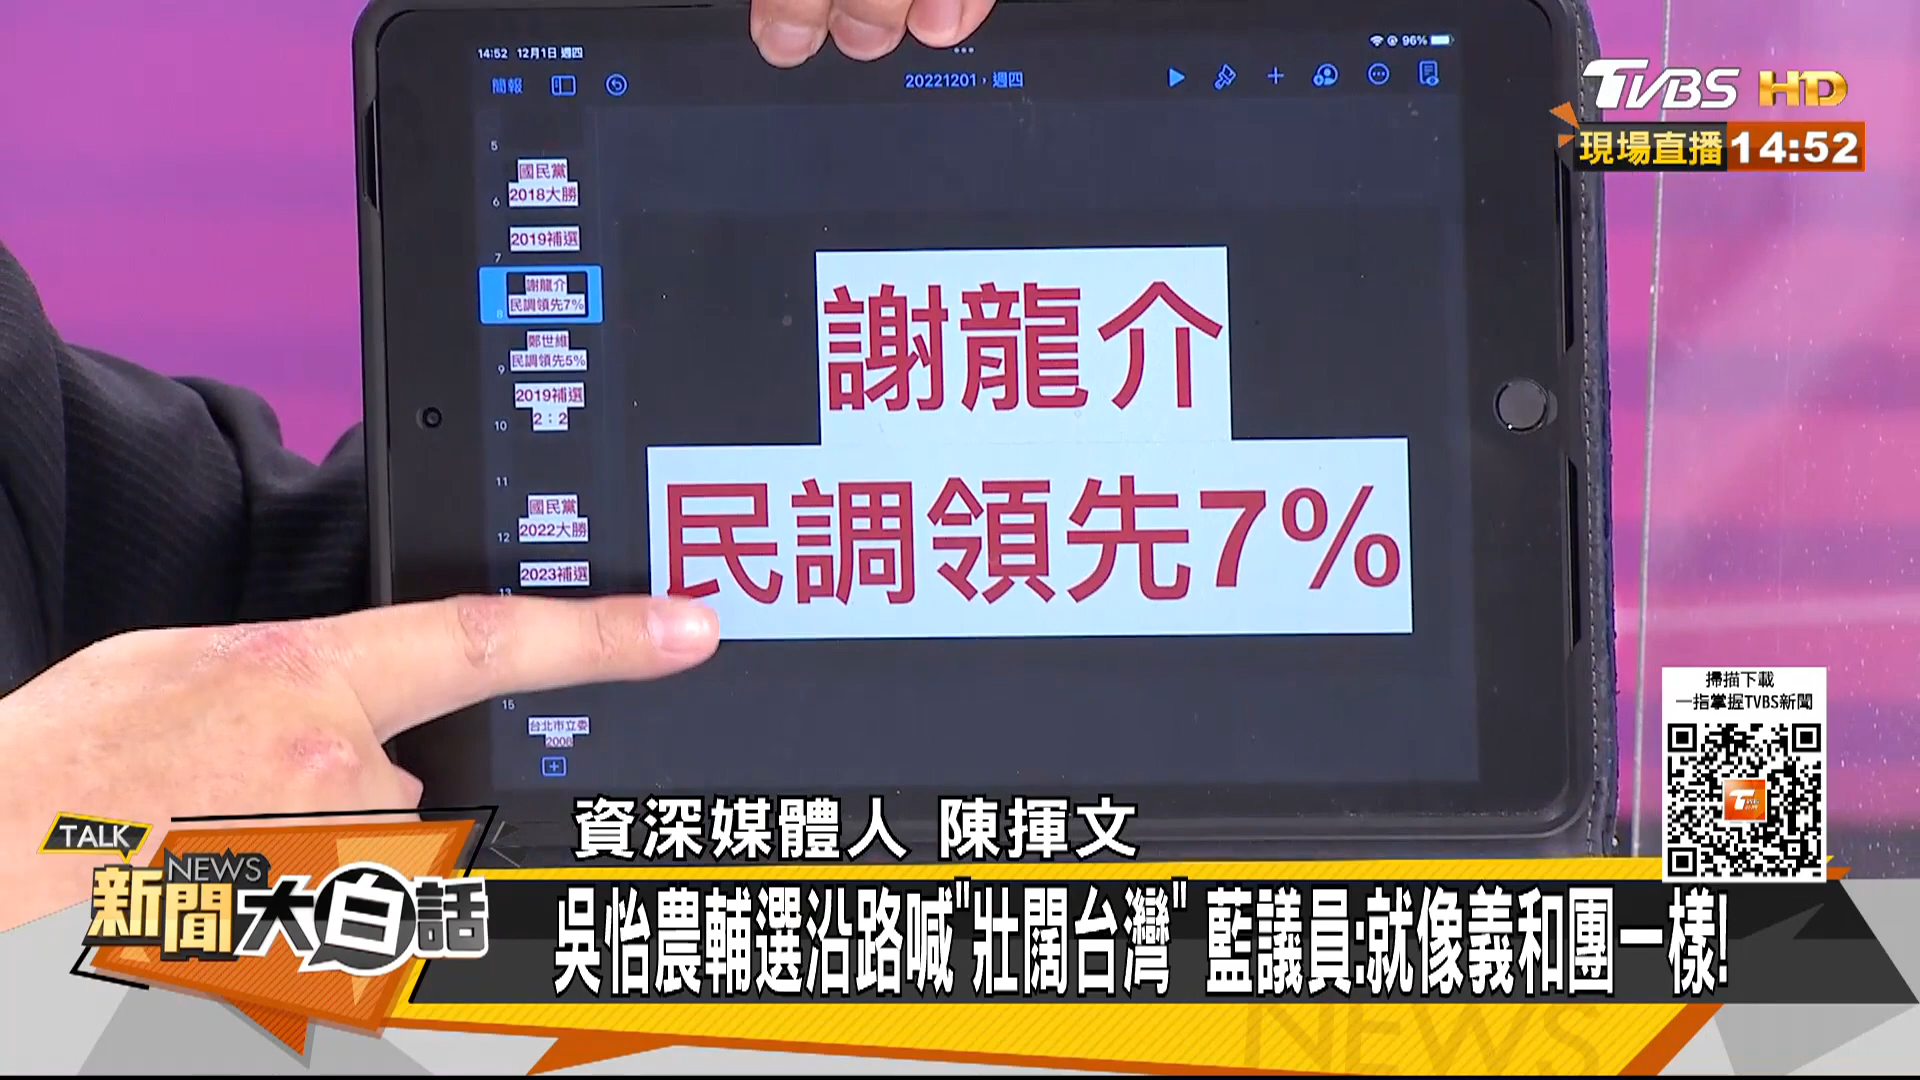 14:52 12月1日 週四
96%
簡報
20221201，週四
5
國民黨
2018大勝
6
2019補選
7
謝龍介
民調領先7%
8
鄭世維
民調領先5%
9
2019補選
2：2
10
11
國民黨
2022大勝
12
2023補選
13
15
台北市立委
2008
謝龍介
民調領先7%
TVBS HD
現場直播 14:52
掃描下載
一指掌握TVBS新聞
資深媒體人 陳揮文
TALK
NEWS
新聞大白話
吳怡農輔選沿路喊"壯闊台灣" 藍議員:就像義和團一樣!
NEWS